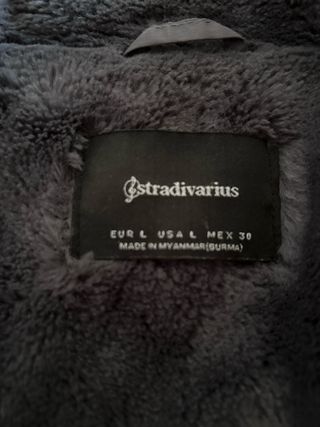 stradivarius
EUR L USA L MEX 30
MADE IN MYANMAR(BURMA)